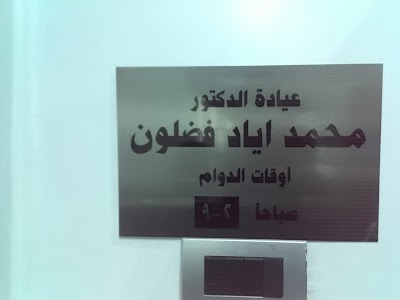 عيادة الدكتور
محمد اياد فضلون
أوقات الدوام
صباحاً ٢-٩